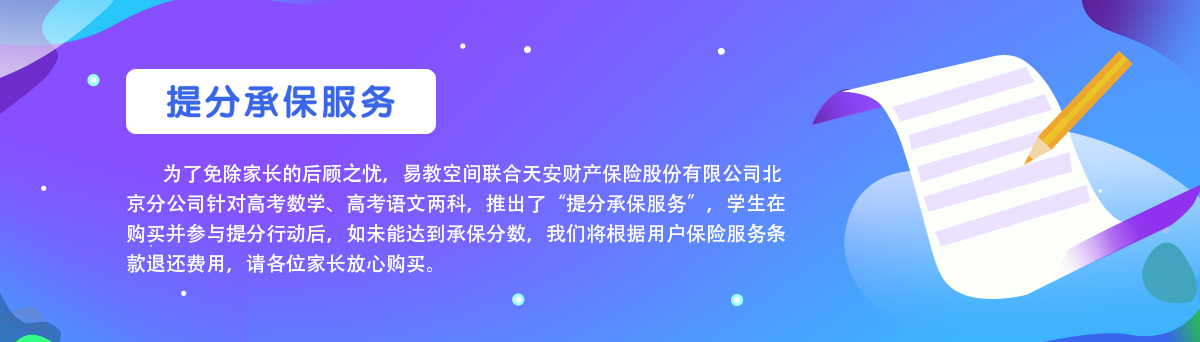 提分承保服务
为了免除家长的后顾之忧，易教空间联合天安财产保险股份有限公司北
京分公司针对高考数学、高考语文两科，推出了“提分承保服务”，学生在
购买并参与提分行动后，如未能达到承保分数，我们将根据用户保险服务条
款退还费用，请各位家长放心购买。